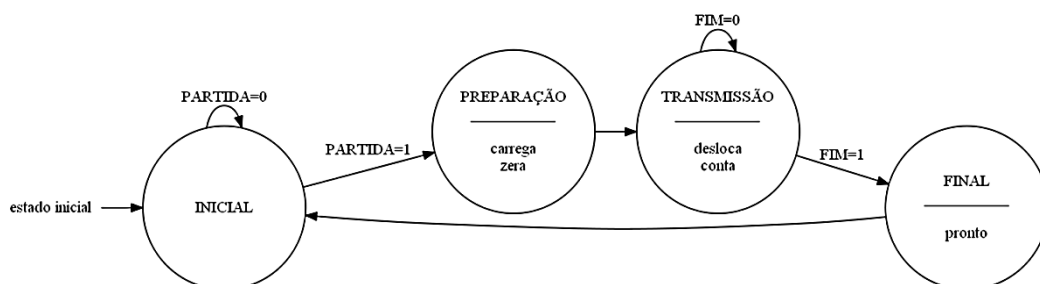 FIM=0
PARTIDA=0
PREPARAÇÃO
carrega
zera
TRANSMISSÃO
desloca
conta
PARTIDA=1
FIM=1
FINAL
pronto
estado inicial
INICIAL